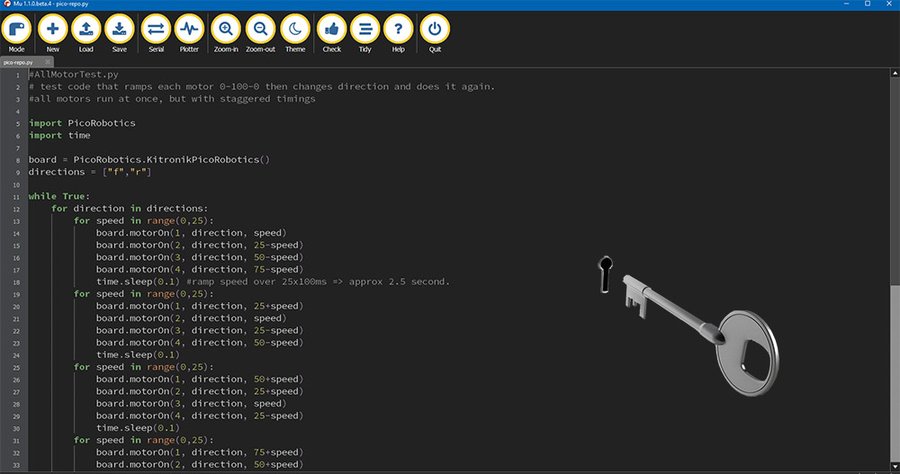 Mu 1.1.0.beta.4 - pico-repo.py
Mode New Load Save Serial Plotter Zoom-in Zoom-out Theme Check Tidy Help Quit
pico-repo.py
1 #AllMotorTest.py
2 # test code that ramps each motor 0-100-0 then changes direction and does it again.
3 #all motors run at once, but with staggered timings
4
5 import PicoRobotics
6 import time
7
8 board = PicoRobotics.KitronikPicoRobotics()
9 directions = ["f","r"]
10
11 while True:
12 for direction in directions:
13 for speed in range(0,25):
14 board.motorOn(1, direction, speed)
15 board.motorOn(2, direction, 25-speed)
16 board.motorOn(3, direction, 50-speed)
17 board.motorOn(4, direction, 75-speed)
18 time.sleep(0.1) #ramp speed over 25x100ms => approx 2.5 second.
19 for speed in range(0,25):
20 board.motorOn(1, direction, 25+speed)
21 board.motorOn(2, direction, speed)
22 board.motorOn(3, direction, 25-speed)
23 board.motorOn(4, direction, 50-speed)
24 time.sleep(0.1)
25 for speed in range(0,25):
26 board.motorOn(1, direction, 50+speed)
27 board.motorOn(2, direction, 25+speed)
28 board.motorOn(3, direction, speed)
29 board.motorOn(4, direction, 25-speed)
30 time.sleep(0.1)
31 for speed in range(0,25):
32 board.motorOn(1, direction, 75+speed)
33 board.motorOn(2, direction, 50+speed)